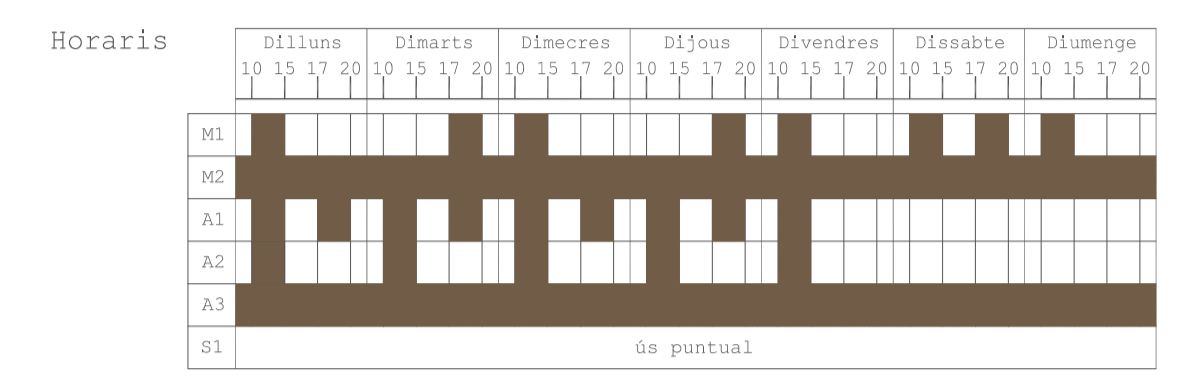 Horaris
Dilluns Dimarts Dimecres Dijous Divendres Dissabte Diumenge
10 15 17 20 10 15 17 20 10 15 17 20 10 15 17 20 10 15 17 20 10 15 17 20 10 15 17 20
M1
M2
A1
A2
A3
S1 ús puntual